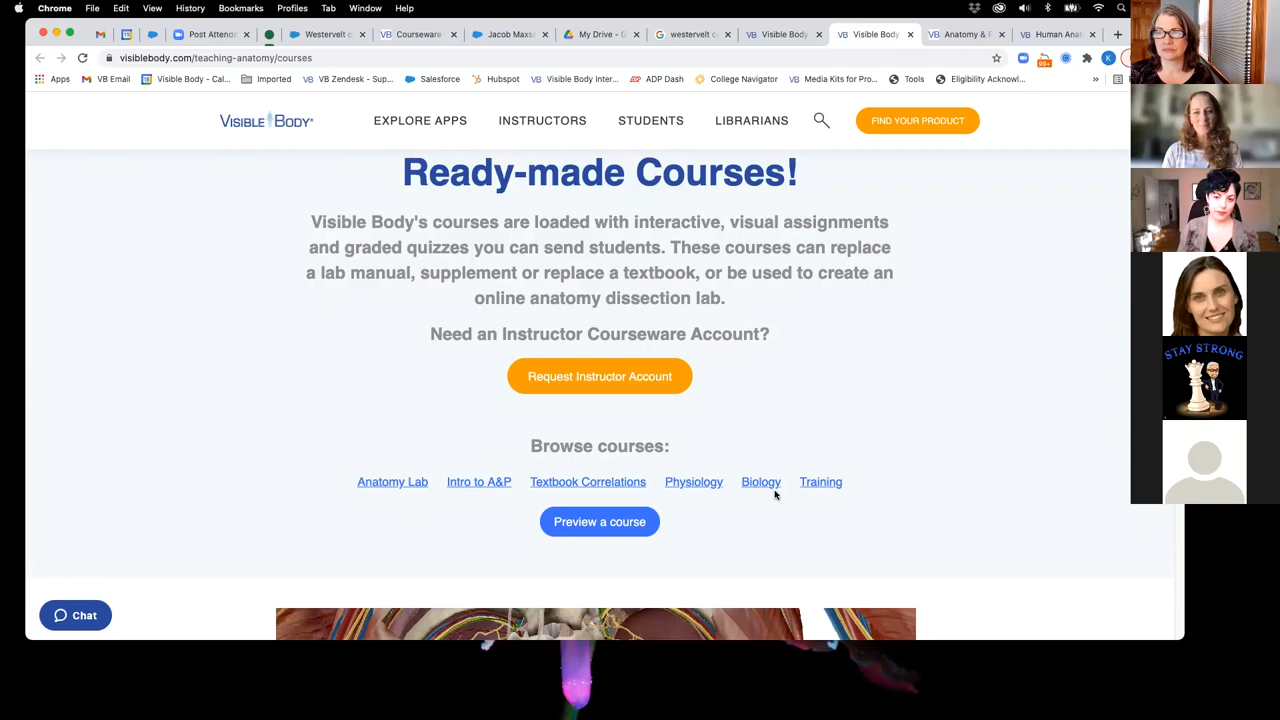 Chrome File Edit View History Bookmarks Profiles Tab Window Help
Post Attende Westervelt c Courseware Jacob Maxs My Drive - G westervelt c Visible Body Visible Body Anatomy & P Human Anat
visiblebody.com/teaching-anatomy/courses
99+ K
Apps VB Email Visible Body - Cal... Imported VB Zendesk - Sup... Salesforce Hubspot Visible Body Inter... ADP Dash College Navigator Media Kits for Pro... Tools Eligibility Acknowl... »
VISIBLE BODY EXPLORE APPS INSTRUCTORS STUDENTS LIBRARIANS FIND YOUR PRODUCT
Ready-made Courses!
Visible Body's courses are loaded with interactive, visual assignments
and graded quizzes you can send students. These courses can replace
a lab manual, supplement or replace a textbook, or be used to create an
online anatomy dissection lab.
Need an Instructor Courseware Account?
Request Instructor Account
Browse courses:
Anatomy Lab Intro to A&P Textbook Correlations Physiology Biology Training
Preview a course
Chat
STAY STRONG